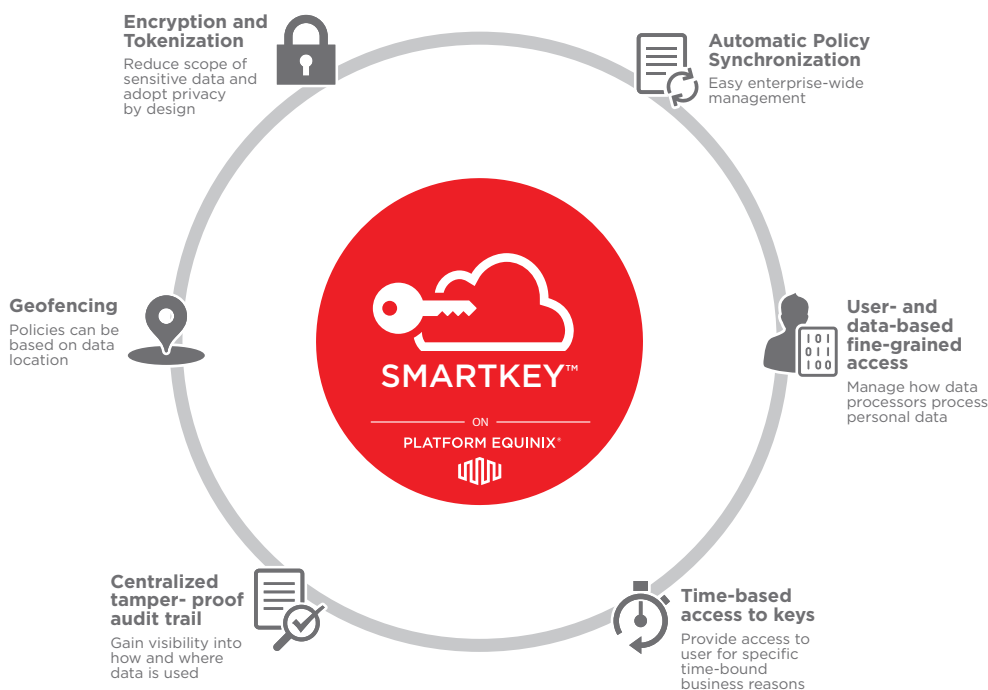 Encryption and
Tokenization
Reduce scope of
sensitive data and
adopt privacy
by design
Automatic Policy
Synchronization
Easy enterprise-wide
management
Geofencing
Policies can be
based on data
location
SMARTKEY™
ON
PLATFORM EQUINIX®
User- and
data-based
fine-grained
access
Manage how data
processors process
personal data
101
011
100
Centralized
tamper- proof
audit trail
Gain visibility into
how and where
data is used
Time-based
access to keys
Provide access to
user for specific
time-bound
business reasons